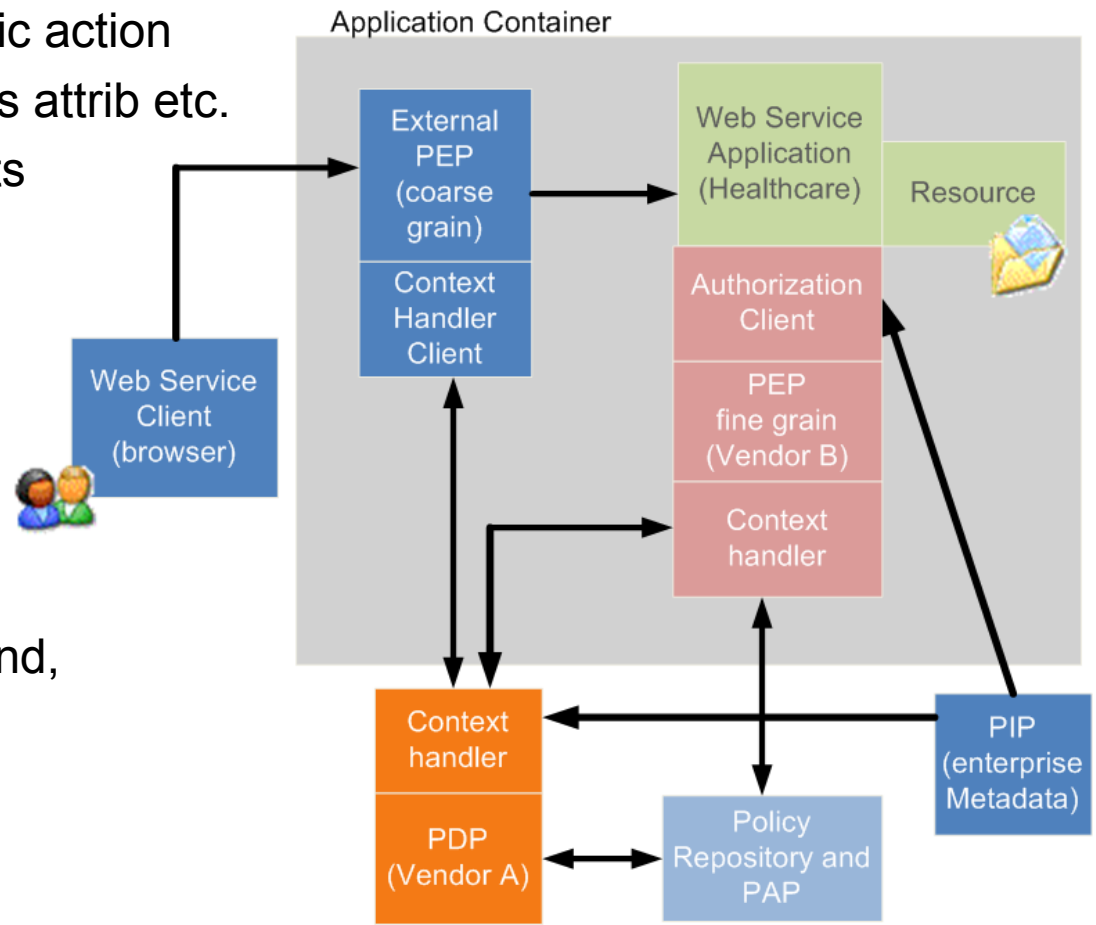 ic action
s attrib etc.
ts
nd,
Application Container
External
PEP
(coarse
grain)
Context
Handler
Client
Web Service
Application
(Healthcare)
Resource
Authorization
Client
PEP
fine grain
(Vendor B)
Context
handler
Web Service
Client
(browser)
Context
handler
PDP
(Vendor A)
Policy
Repository and
PAP
PIP
(enterprise
Metadata)